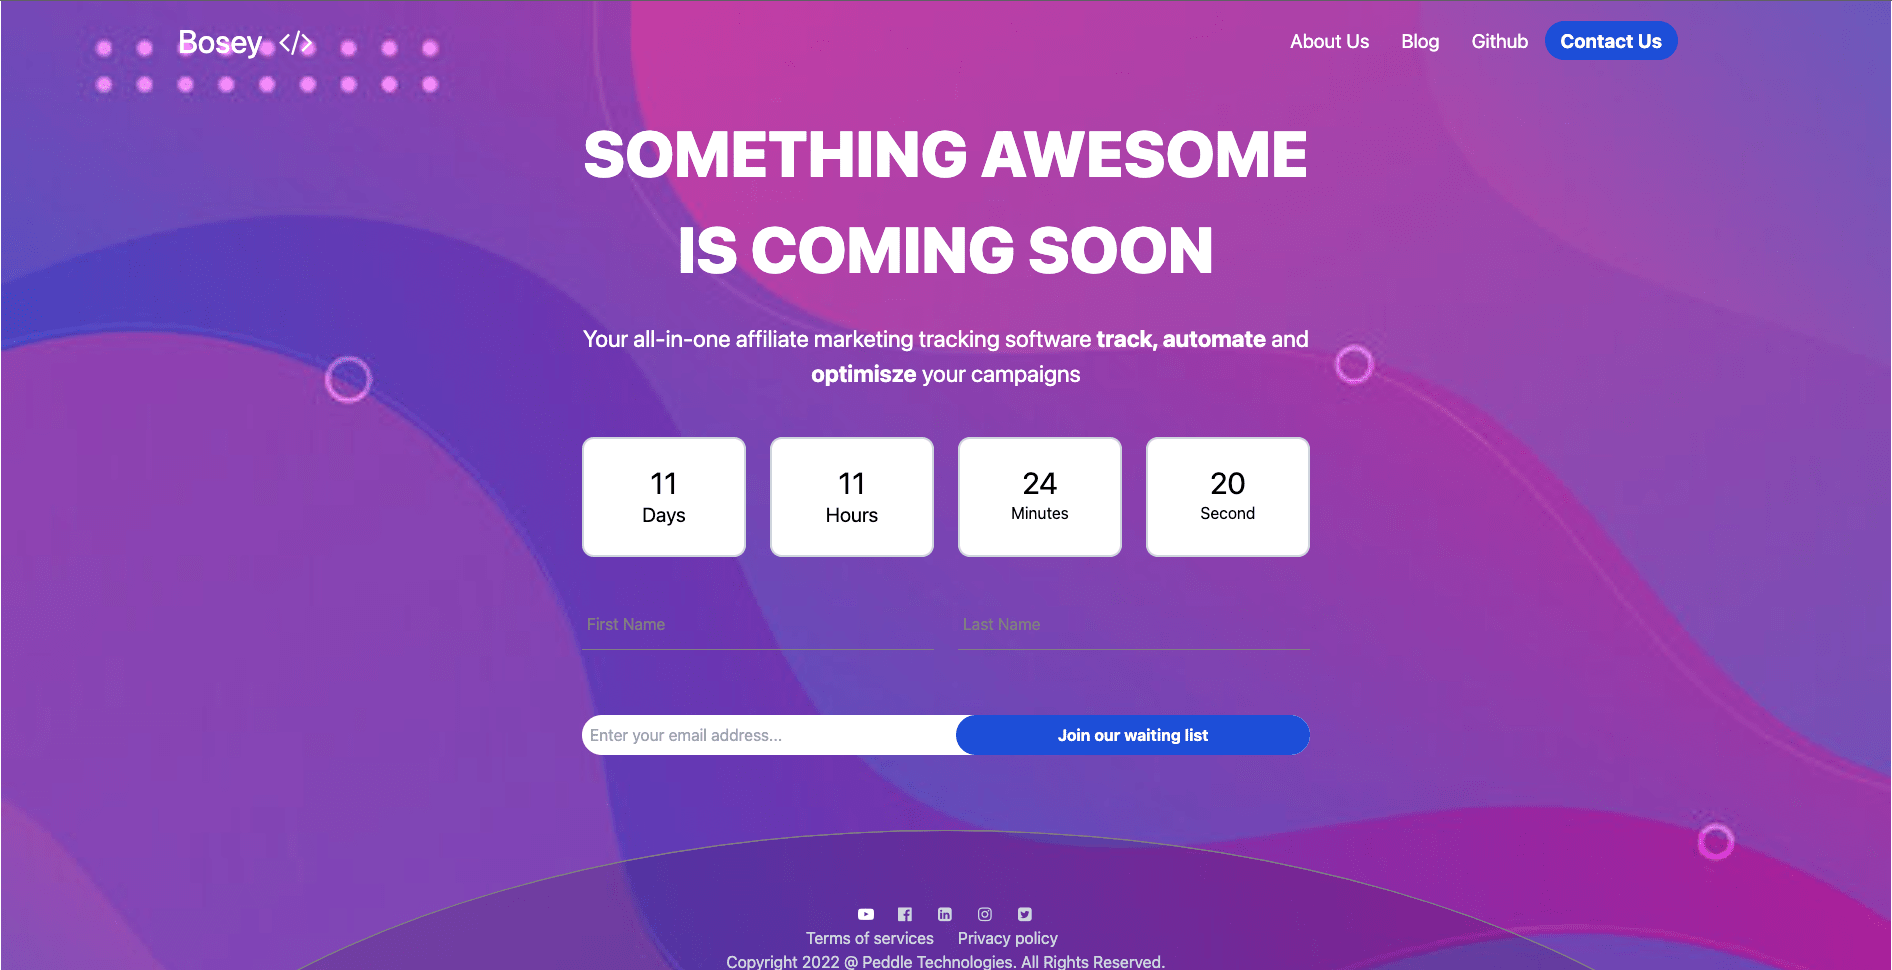 Bosey </>
About Us Blog Github Contact Us
SOMETHING AWESOME
IS COMING SOON
Your all-in-one affiliate marketing tracking software track, automate and
optimisze your campaigns
11 11 24 20
Days Hours Minutes Second
First Name Last Name
Enter your email address... Join our waiting list
Terms of services Privacy policy
Copyright 2022 @ Peddle Technologies. All Rights Reserved.